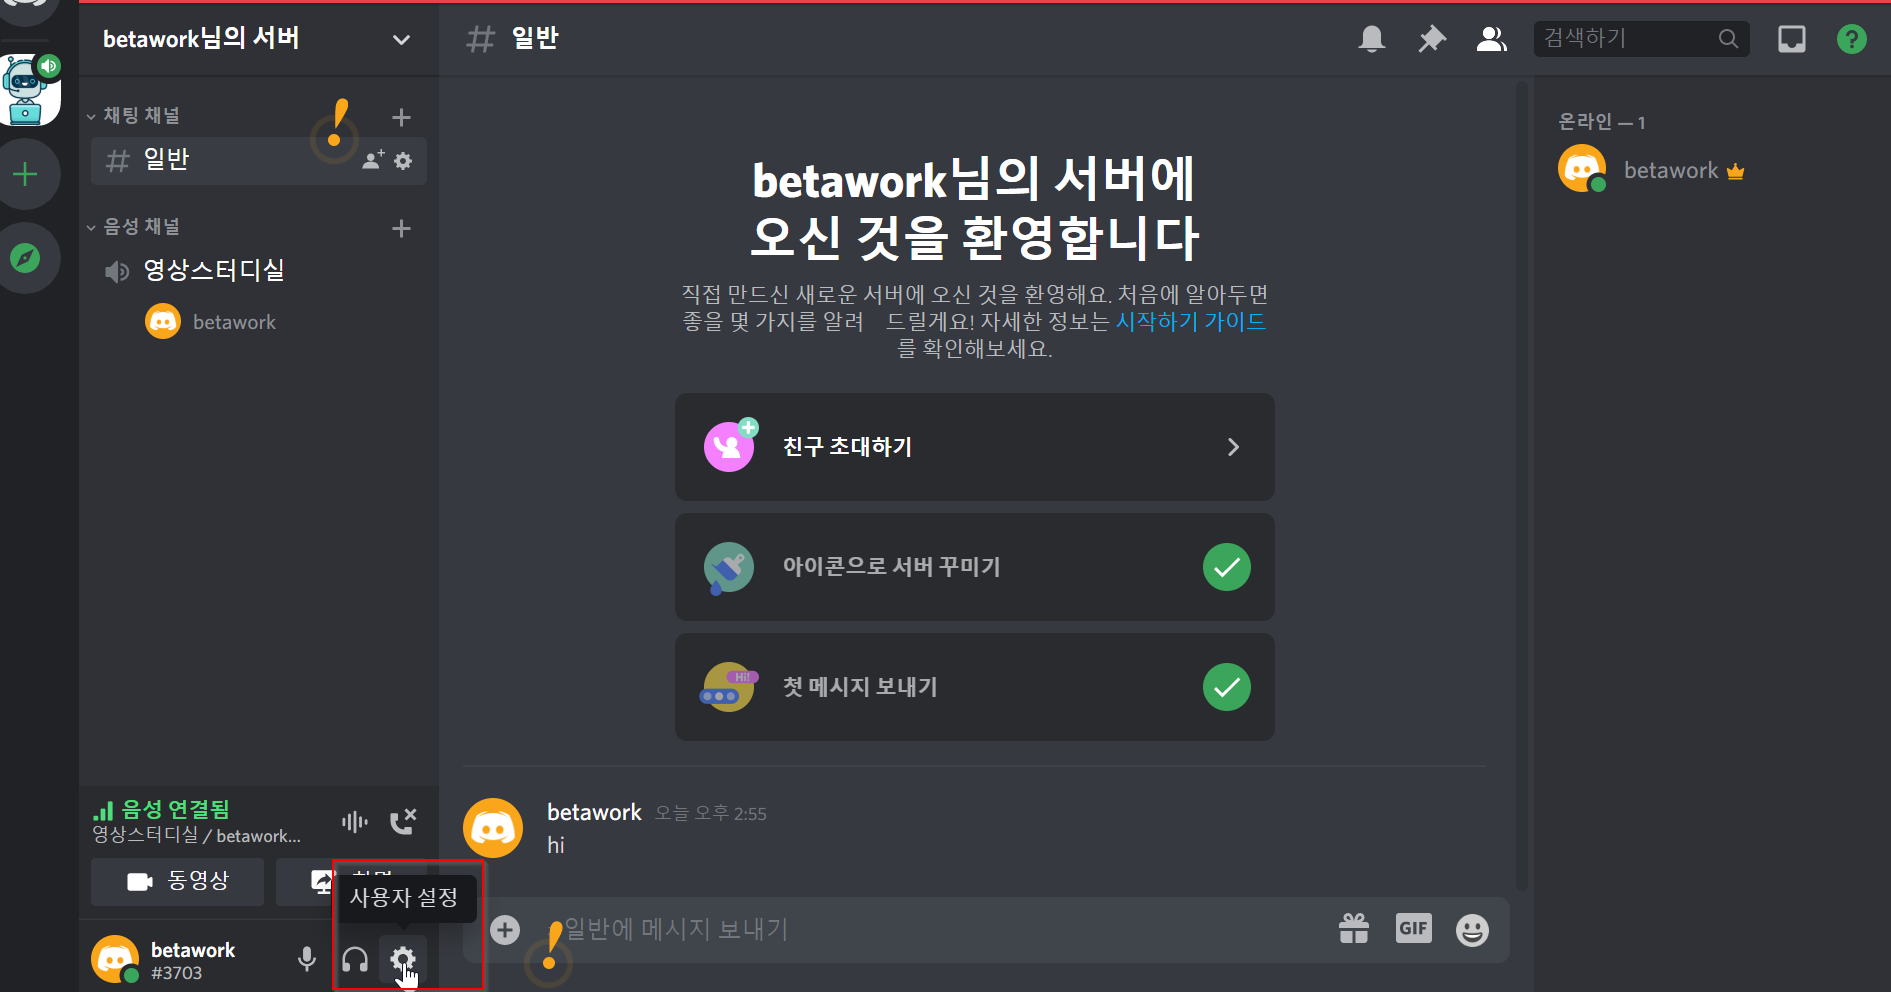 betawork님의 서버
채팅 채널
일반
음성 채널
영상스터디실
betawork
음성 연결됨
영상스터디실 / betawork...
동영상
사용자 설정
betawork
#3703
일반
검색하기
betawork님의 서버에
오신 것을 환영합니다
직접 만드신 새로운 서버에 오신 것을 환영해요. 처음에 알아두면
좋을 몇 가지를 알려 드릴게요! 자세한 정보는 시작하기 가이드
를 확인해보세요.
친구 초대하기
아이콘으로 서버 꾸미기
Hi!
첫 메시지 보내기
betawork 오늘 오후 2:55
hi
일반에 메시지 보내기
GIF
온라인 — 1
betawork